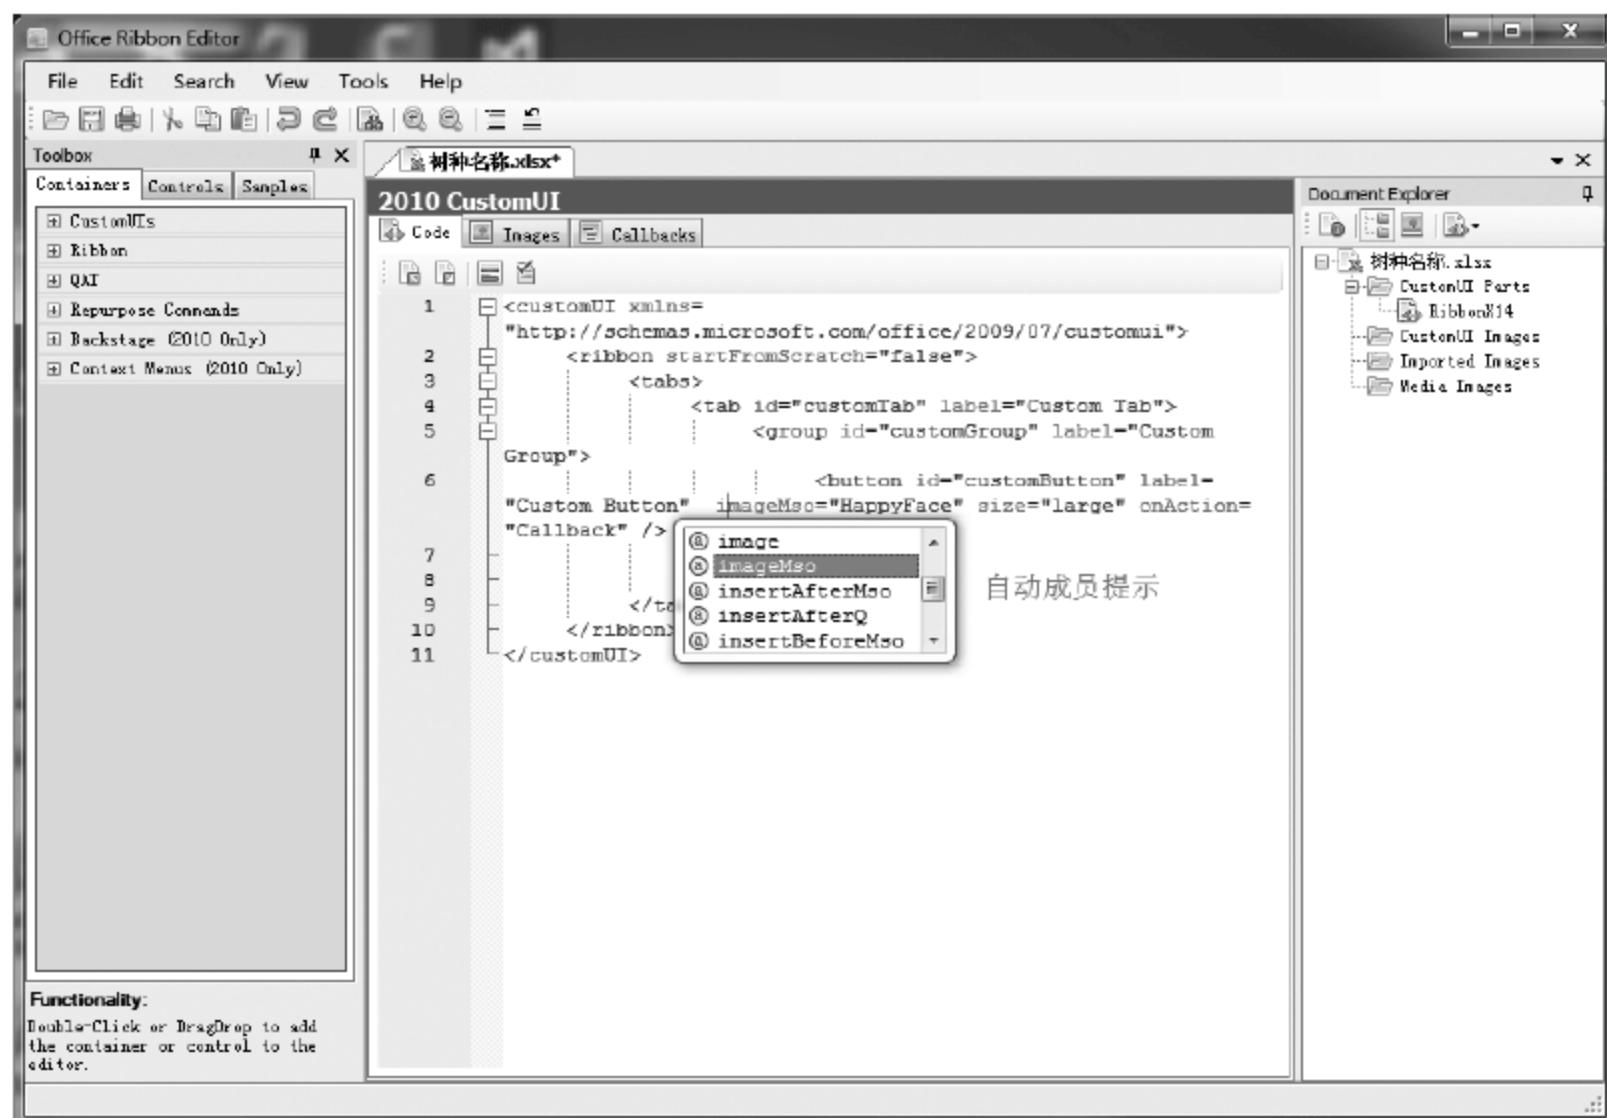 Office Ribbon Editor
File Edit Search View Tools Help
Toolbox
Containers Controls Samples
CustomUIs
Ribbon
QAT
Repurpose Commands
Backstage (2010 Only)
Context Menus (2010 Only)
Functionality:
Double-Click or DragDrop to add
the container or control to the
editor.
树种名称.xlsx*
2010 CustomUI
Code Images Callbacks
1 <customUI xmlns=
"http://schemas.microsoft.com/office/2009/07/customui">
2 <ribbon startFromScratch="false">
3 <tabs>
4 <tab id="customTab" label="Custom Tab">
5 <group id="customGroup" label="Custom
Group">
6 <button id="customButton" label=
"Custom Button" imageMso="HappyFace" size="large" onAction=
"Callback" />
7
8
9 </ta
10 </ribbon>
11 </customUI>
image
imageMso
insertAfterMso
insertAfterQ
insertBeforeMso
自动成员提示
Document Explorer
树种名称.xlsx
CustomUI Parts
RibbonX14
CustomUI Images
Imported Images
Media Images